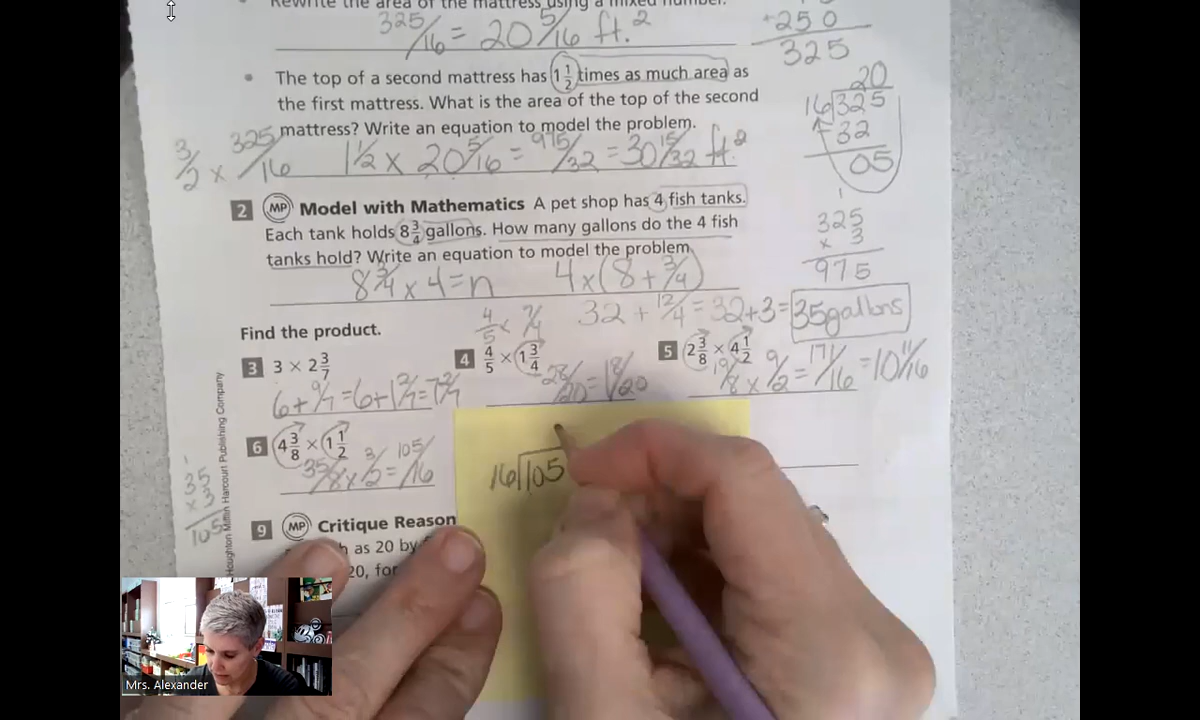 Rewrite the area of the mattress using a mixed number.
325/16 = 20 5/16 ft.²
+250
325
• The top of a second mattress has 1 1/2 times as much area as
the first mattress. What is the area of the top of the second
mattress? Write an equation to model the problem.
3/2 × 325/16 1 1/2 × 20 5/16 = 975/32 = 30 15/32 ft.²
20
16 325
32
05
1
325
× 3
975
2 MP Model with Mathematics A pet shop has 4 fish tanks.
Each tank holds 8 3/4 gallons. How many gallons do the 4 fish
tanks hold? Write an equation to model the problem.
8 3/4 × 4 = n 4 × (8 + 3/4)
32 + 12/4 = 32 + 3 = 35 gallons
Find the product.
4/5 × 7/4
3 3 × 2 3/7
6 + 9/7 = 6 + 1 2/7 = 7 2/7
4 4/5 × 1 3/4
28/20 = 1 8/20
5 2 3/8 × 4 1/2
19/8 × 9/2 = 171/16 = 10 11/16
6 4 3/8 × 1 1/2
35/8 × 3/2 = 105/16
1
35
× 3
105
16 105
9 MP Critique Reason
as 20 by
20, for
Houghton Mifflin Harcourt Publishing Company
Mrs. Alexander